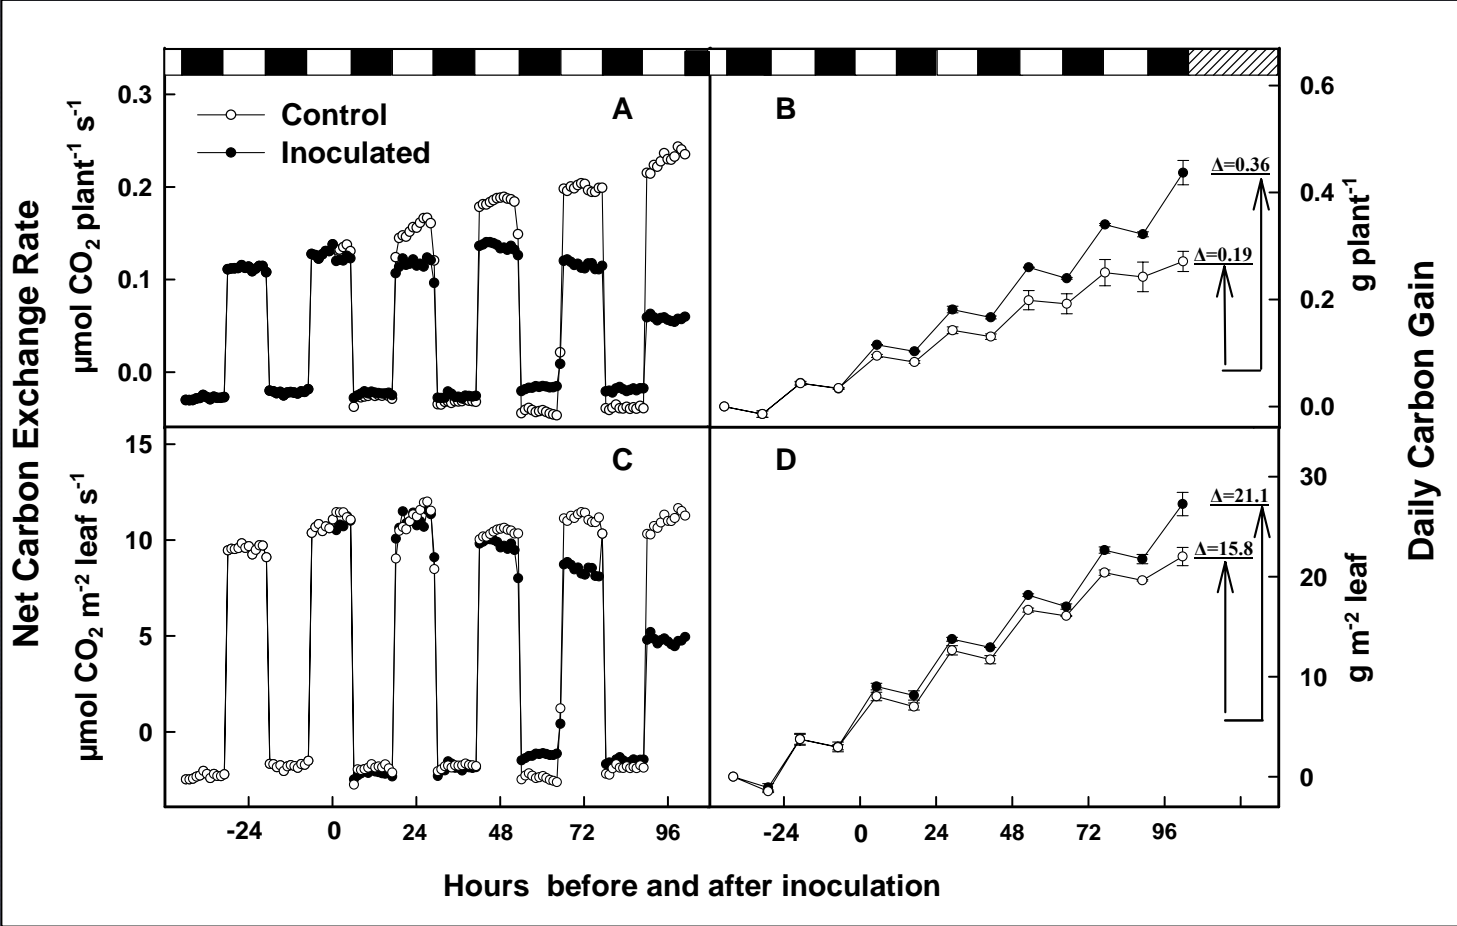 Control
Inoculated
A
B
C
D
0.3
0.2
0.1
0.0
15
10
5
0
0.6
0.4
0.2
0.0
30
20
10
0
Δ=0.36
Δ=0.19
Δ=21.1
Δ=15.8
-24 0 24 48 72 96
-24 0 24 48 72 96
Net Carbon Exchange Rate
µmol CO₂ plant⁻¹ s⁻¹
µmol CO₂ m⁻² leaf s⁻¹
g plant⁻¹
g m⁻² leaf
Daily Carbon Gain
Hours before and after inoculation